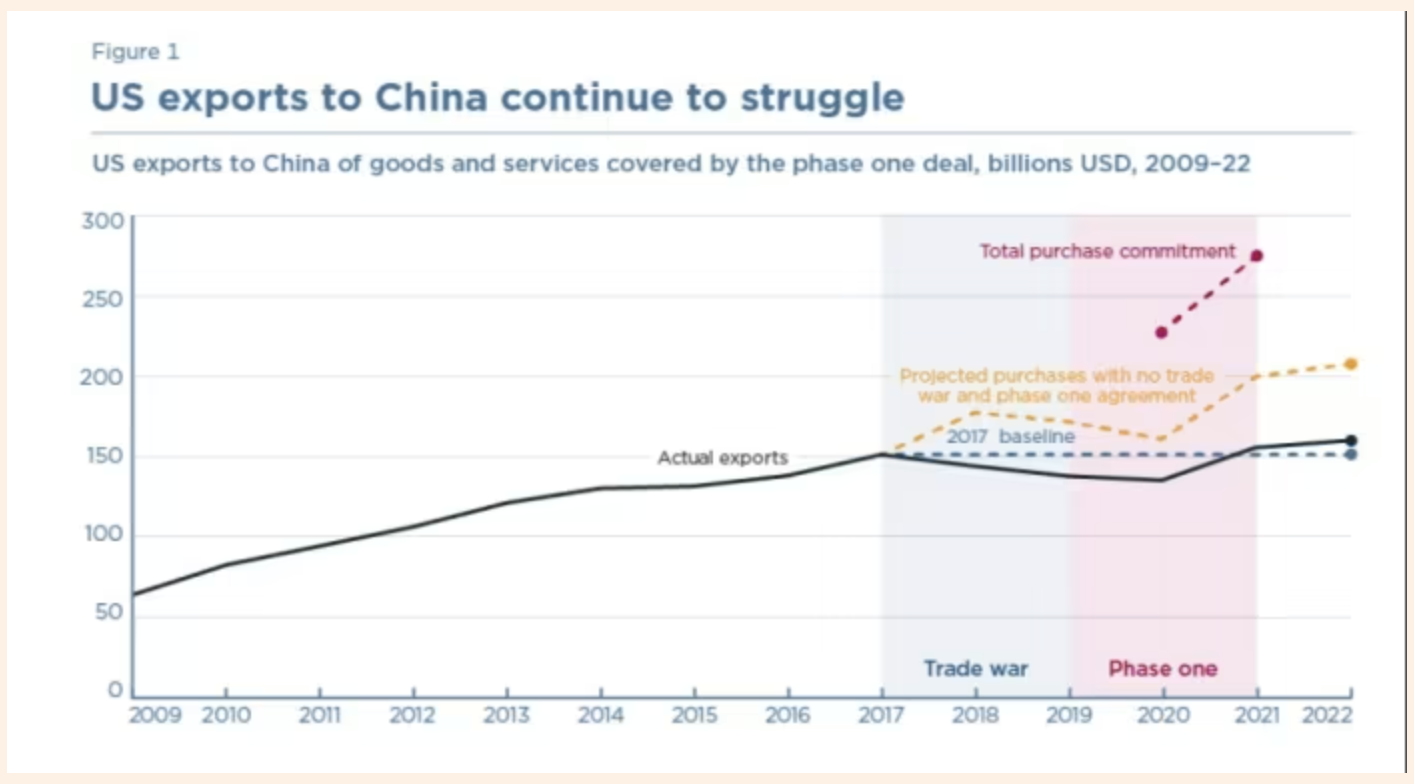 Figure 1
US exports to China continue to struggle
US exports to China of goods and services covered by the phase one deal, billions USD, 2009–22
300
250
200
150
100
50
0
Total purchase commitment
Projected purchases with no trade
war and phase one agreement
2017 baseline
Actual exports
Trade war
Phase one
2009 2010 2011 2012 2013 2014 2015 2016 2017 2018 2019 2020 2021 2022